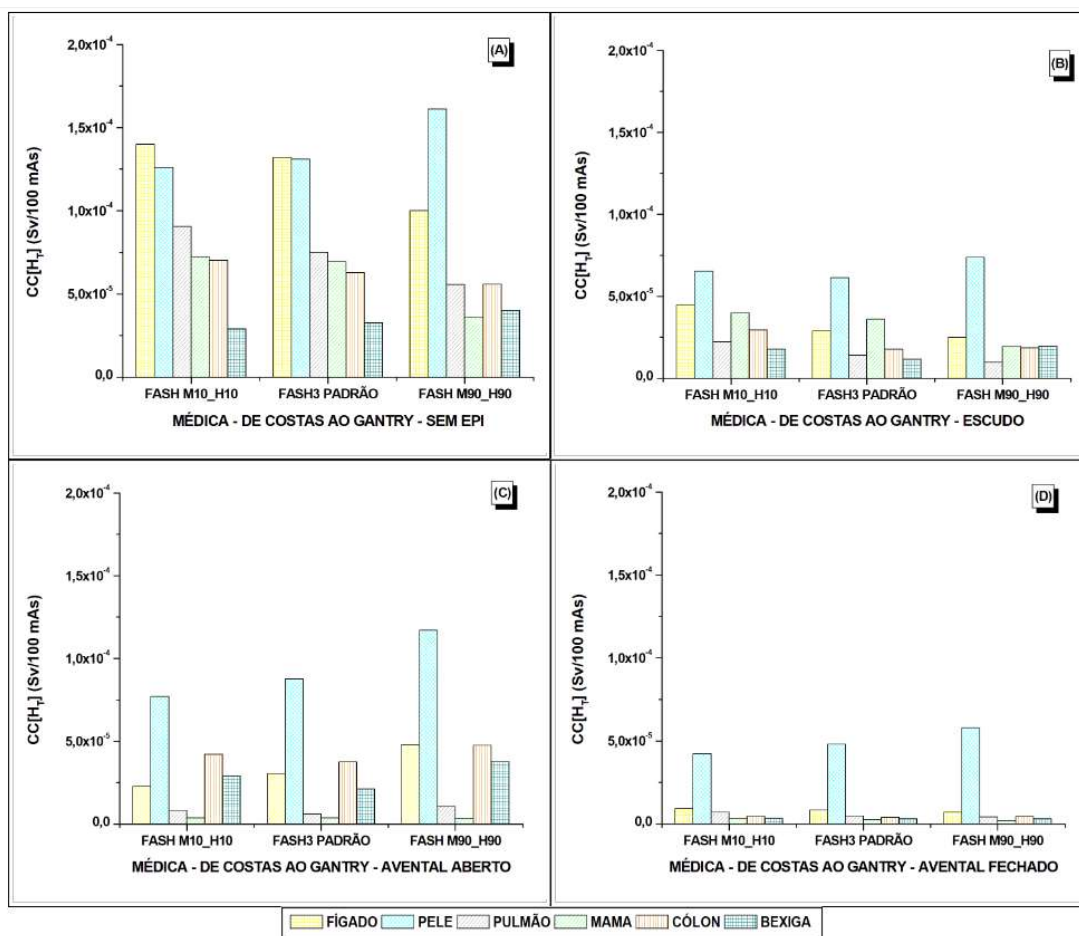 (A)
2,0x10⁻⁴
1,5x10⁻⁴
1,0x10⁻⁴
5,0x10⁻⁵
0,0
CC[H_T] (Sv/100 mAs)
FASH M10_H10 FASH3 PADRÃO FASH M90_H90
MÉDICA - DE COSTAS AO GANTRY - SEM EPI
(B)
2,0x10⁻⁴
1,5x10⁻⁴
1,0x10⁻⁴
5,0x10⁻⁵
0,0
CC[H_T] (Sv/100 mAs)
FASH M10_H10 FASH3 PADRÃO FASH M90_H90
MÉDICA - DE COSTAS AO GANTRY - ESCUDO
(C)
2,0x10⁻⁴
1,5x10⁻⁴
1,0x10⁻⁴
5,0x10⁻⁵
0,0
CC[H_T] (Sv/100 mAs)
FASH M10_H10 FASH3 PADRÃO FASH M90_H90
MÉDICA - DE COSTAS AO GANTRY - AVENTAL ABERTO
(D)
2,0x10⁻⁴
1,5x10⁻⁴
1,0x10⁻⁴
5,0x10⁻⁵
0,0
CC[H_T] (Sv/100 mAs)
FASH M10_H10 FASH3 PADRÃO FASH M90_H90
MÉDICA - DE COSTAS AO GANTRY - AVENTAL FECHADO
FÍGADO PELE PULMÃO MAMA CÓLON BEXIGA